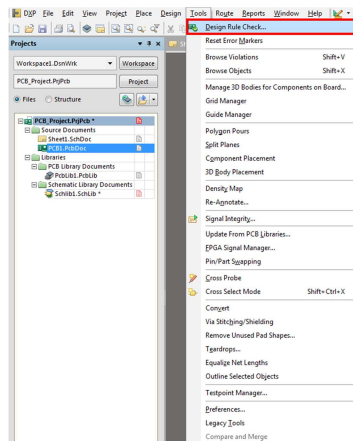 DXP File Edit View Project Place Design Tools Route Reports Window Help
Projects
Workspace1.DsnWrk Workspace
PCB_Project.PrjPcb Project
Files Structure
PCB_Project.PrjPcb *
Source Documents
Sheet1.SchDoc
PCB1.PcbDoc
Libraries
PCB Library Documents
PcbLib1.PcbLib
Schematic Library Documents
Schlib1.SchLib *
Design Rule Check...
Reset Error Markers
Browse Violations Shift+V
Browse Objects Shift+X
Manage 3D Bodies for Components on Board...
Grid Manager
Guide Manager
Polygon Pours
Split Planes
Component Placement
3D Body Placement
Density Map
Re-Annotate...
Signal Integrity...
Update From PCB Libraries...
FPGA Signal Manager...
Pin/Part Swapping
Cross Probe
Cross Select Mode Shift+Ctrl+X
Convert
Via Stitching/Shielding
Remove Unused Pad Shapes...
Teardrops...
Equalize Net Lengths
Outline Selected Objects
Testpoint Manager...
Preferences...
Legacy Tools
Compare and Merge